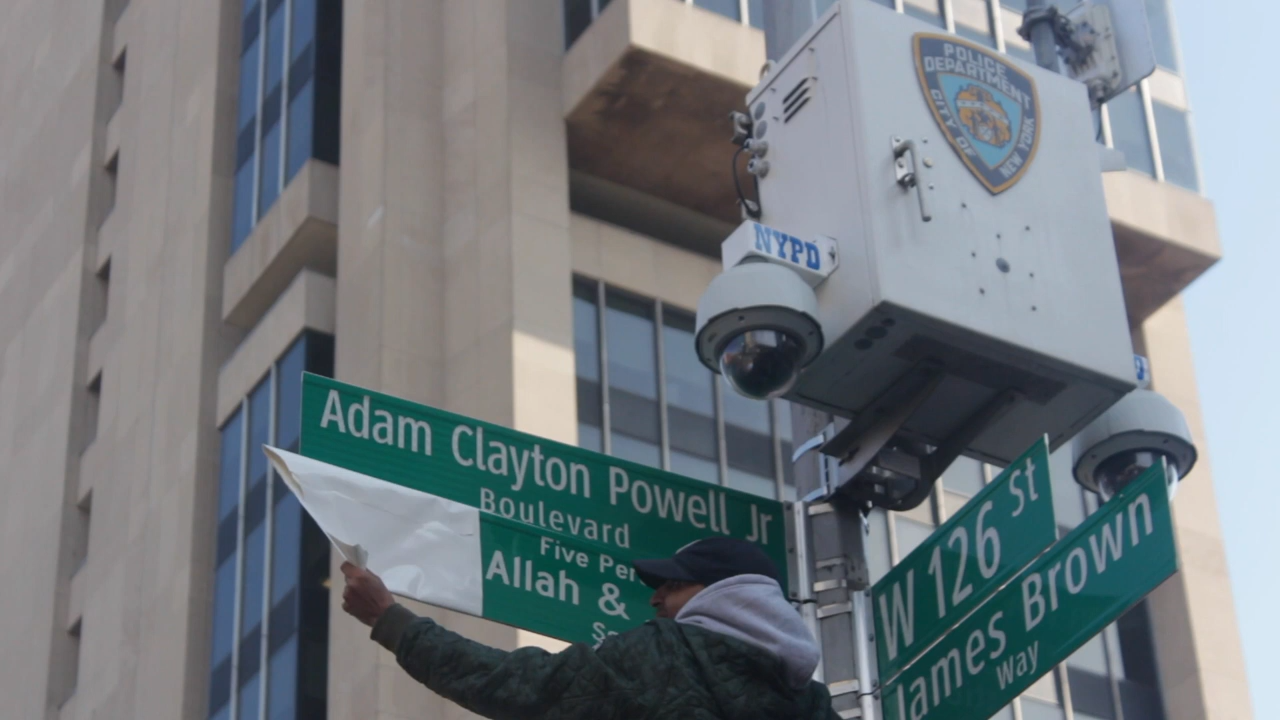 POLICE
DEPARTMENT
CITY OF
NEW YORK
NYPD
Adam Clayton Powell Jr
Boulevard
Five
Allah &
W 126 St
James Brown
Way